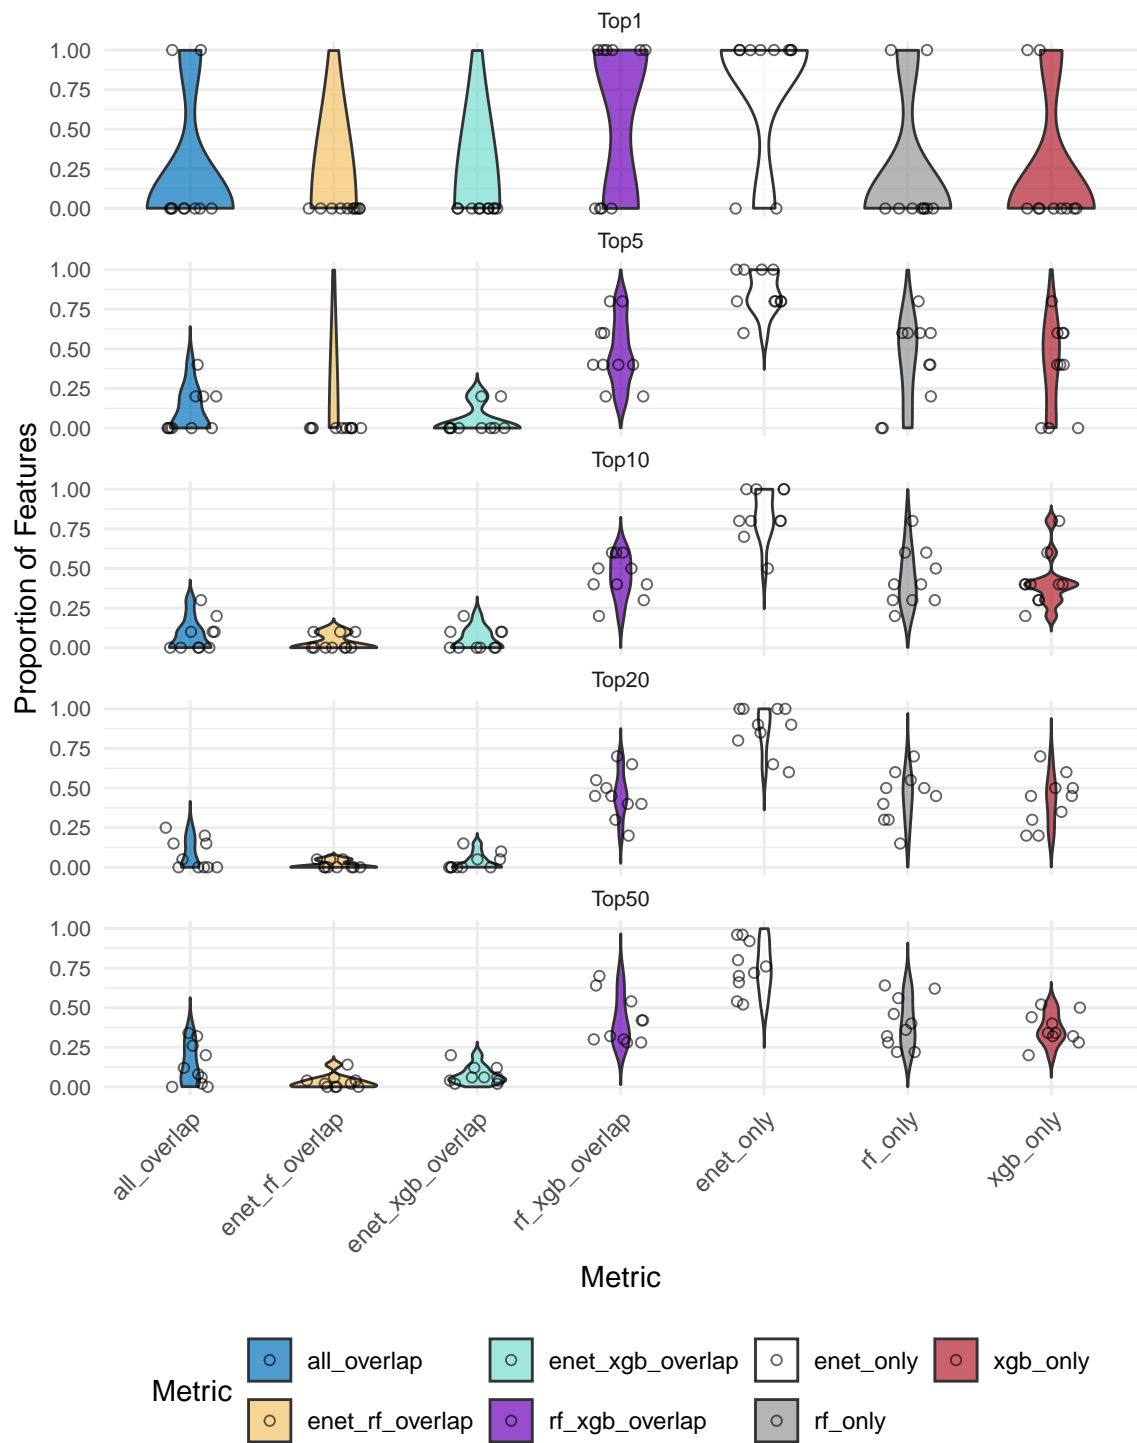 Top1
1.00
0.75
0.50
0.25
0.00
Top5
1.00
0.75
0.50
0.25
0.00
Top10
1.00
0.75
0.50
0.25
0.00
Top20
1.00
0.75
0.50
0.25
0.00
Top50
1.00
0.75
0.50
0.25
0.00
Proportion of Features
all_overlap
enet_rf_overlap
enet_xgb_overlap
rf_xgb_overlap
enet_only
rf_only
xgb_only
Metric
Metric
all_overlap
enet_rf_overlap
enet_xgb_overlap
rf_xgb_overlap
enet_only
rf_only
xgb_only